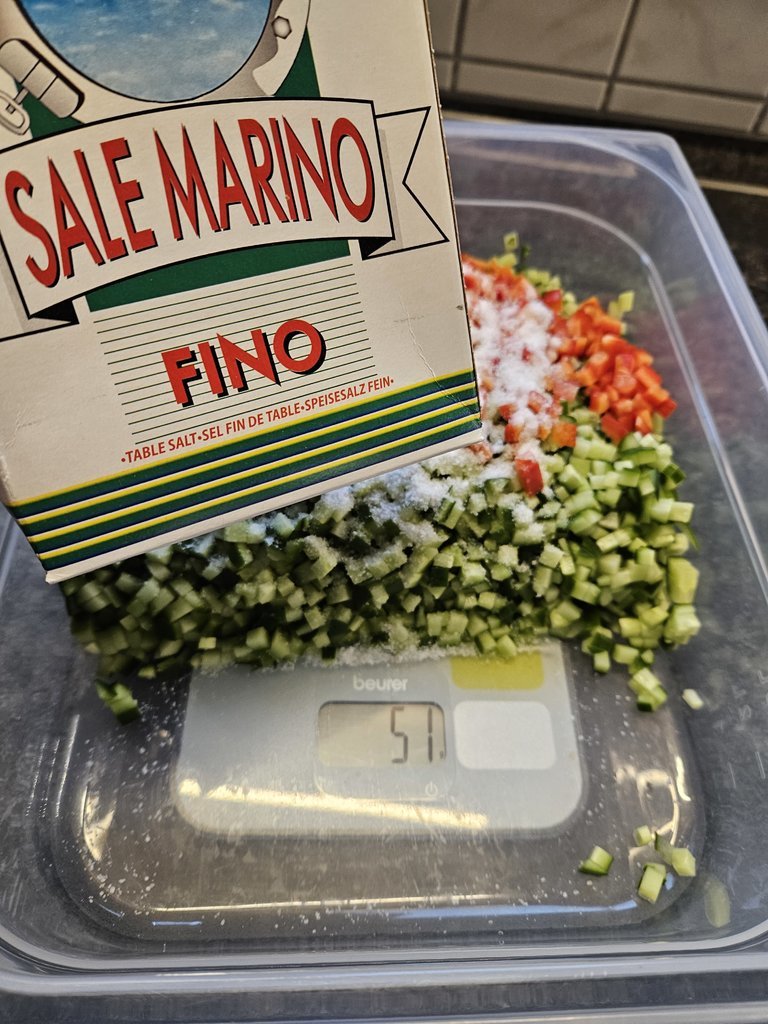 SALE MARINO
FINO
•TABLE SALT•SEL FIN DE TABLE•SPEISESALZ FEIN•
beurer
51